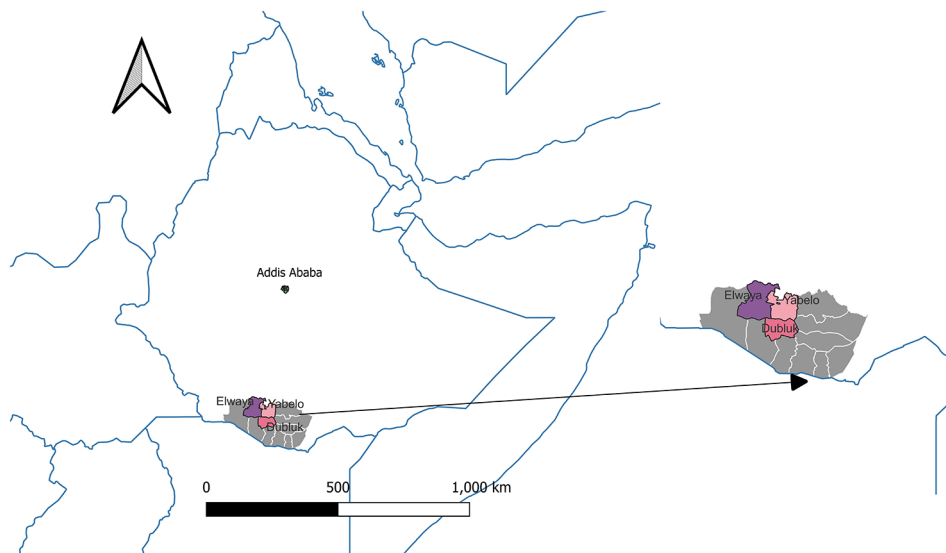 Addis Ababa
Elwaya
Yabelo
Dubluk
Elwaya
Yabelo
Dubluk
0 500 1,000 km